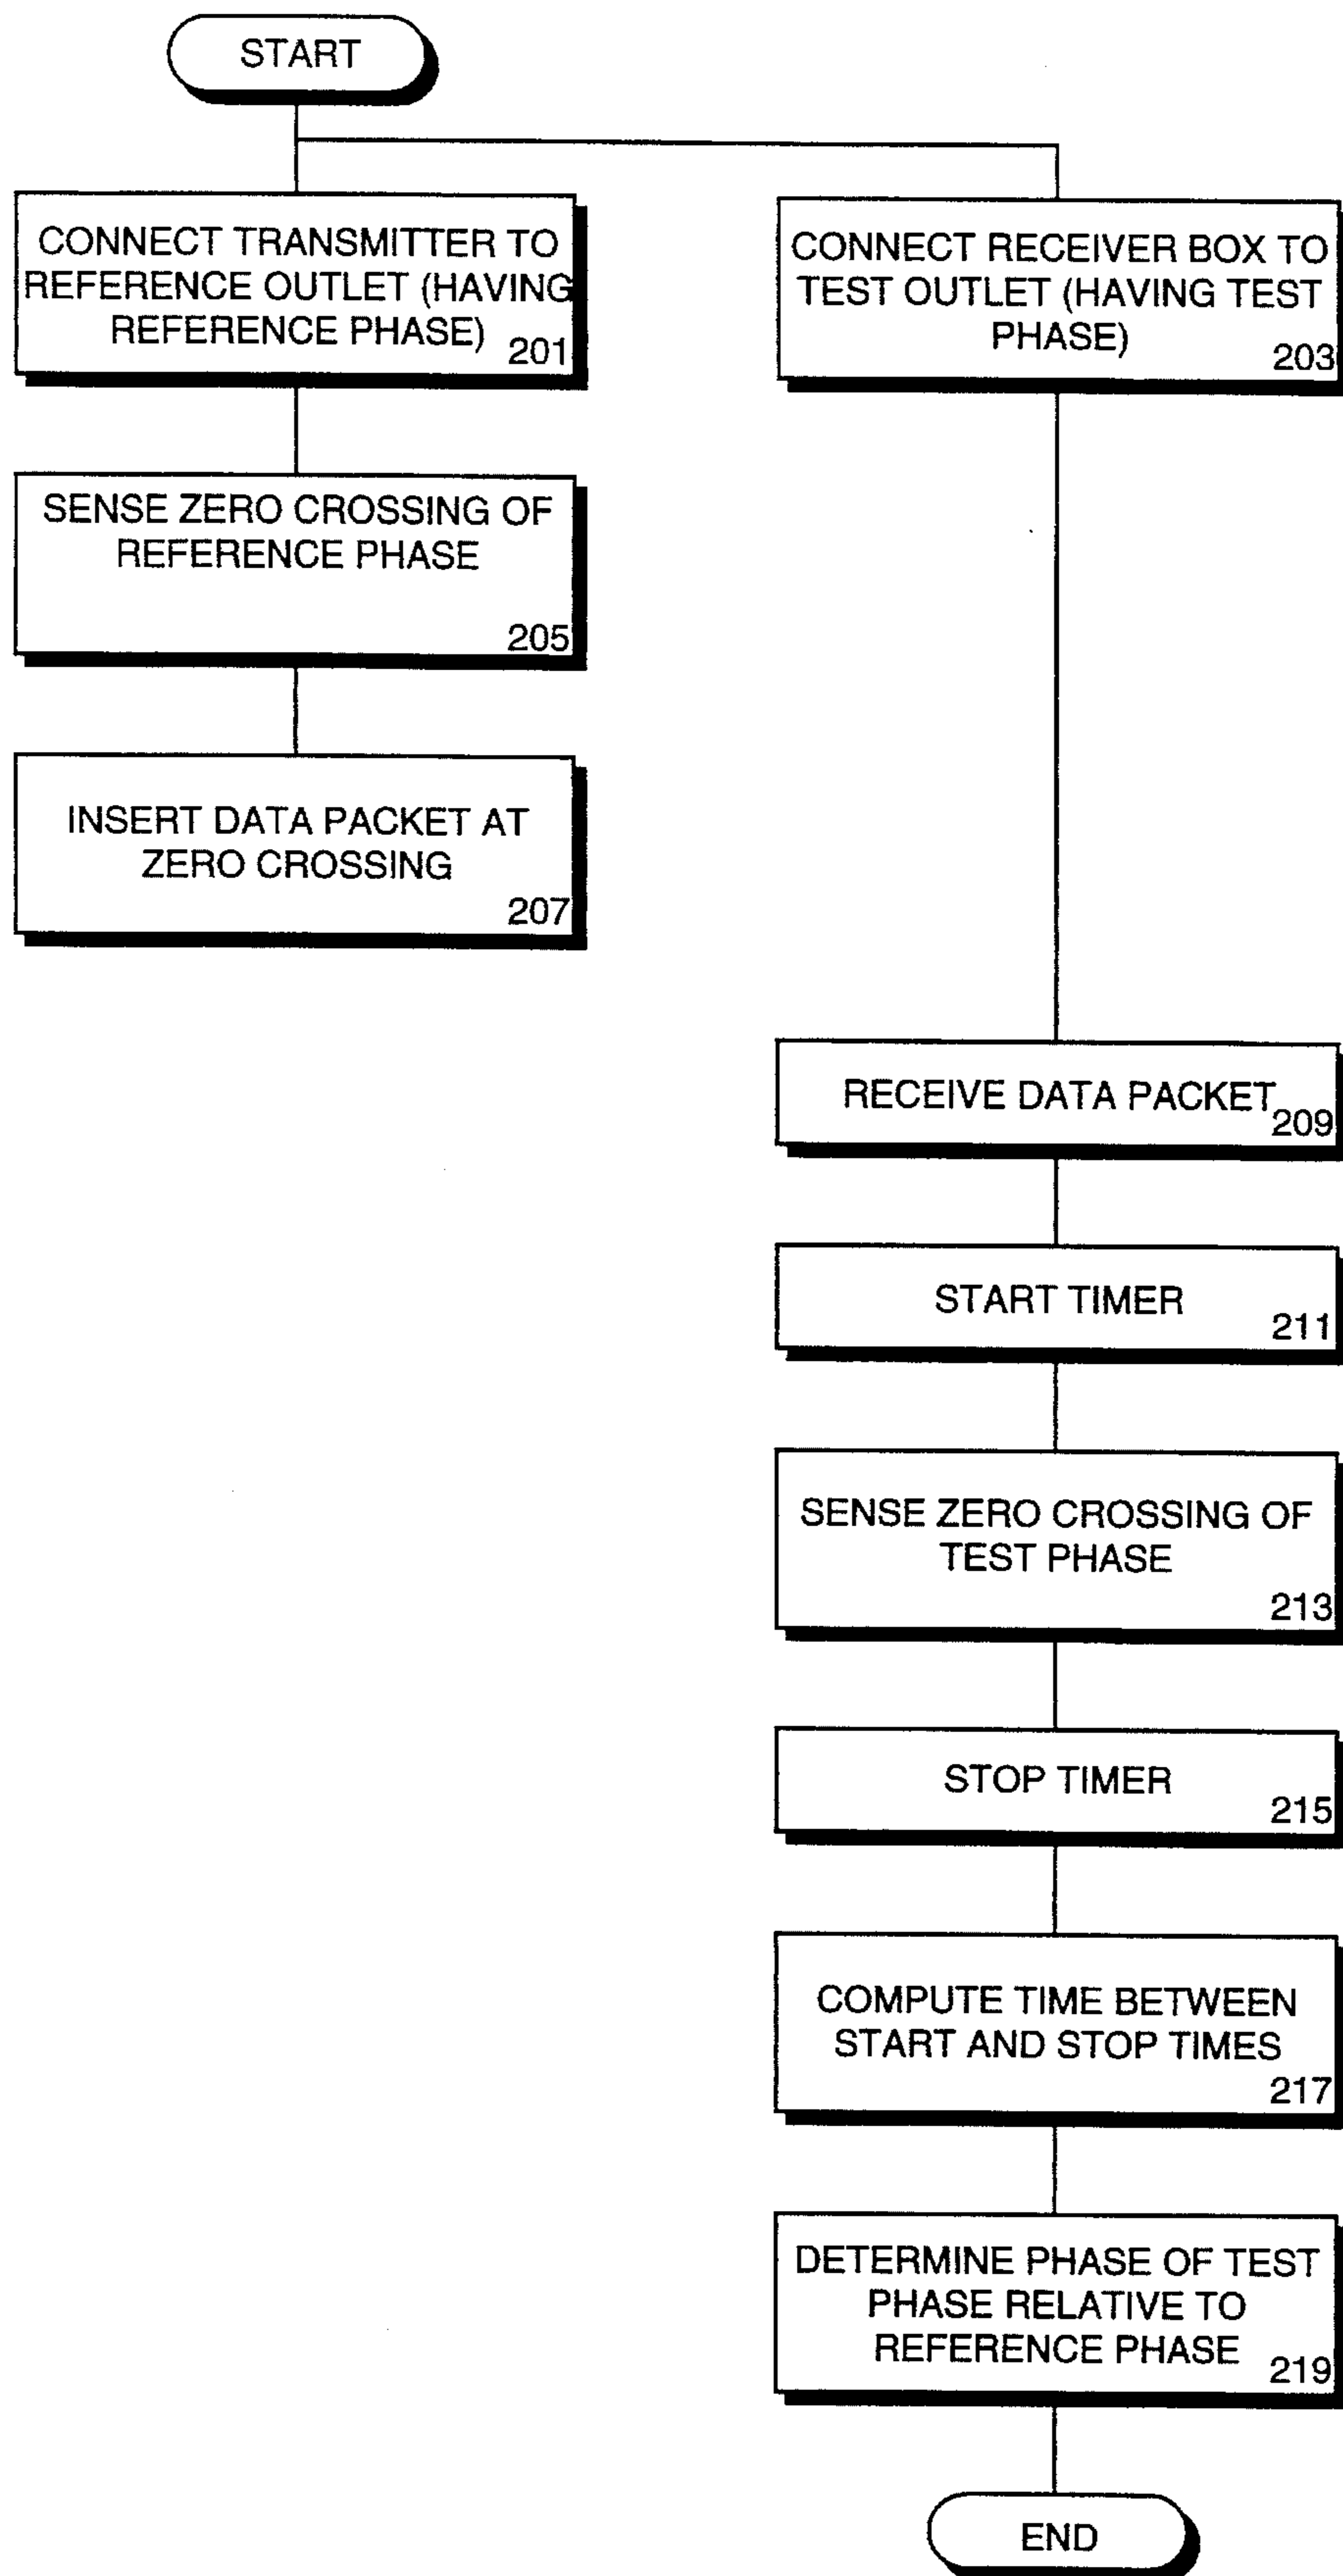 START
CONNECT TRANSMITTER TO
REFERENCE OUTLET (HAVING
REFERENCE PHASE)
201
CONNECT RECEIVER BOX TO
TEST OUTLET (HAVING TEST
PHASE)
203
SENSE ZERO CROSSING OF
REFERENCE PHASE
205
INSERT DATA PACKET AT
ZERO CROSSING
207
RECEIVE DATA PACKET
209
START TIMER
211
SENSE ZERO CROSSING OF
TEST PHASE
213
STOP TIMER
215
COMPUTE TIME BETWEEN
START AND STOP TIMES
217
DETERMINE PHASE OF TEST
PHASE RELATIVE TO
REFERENCE PHASE
219
END